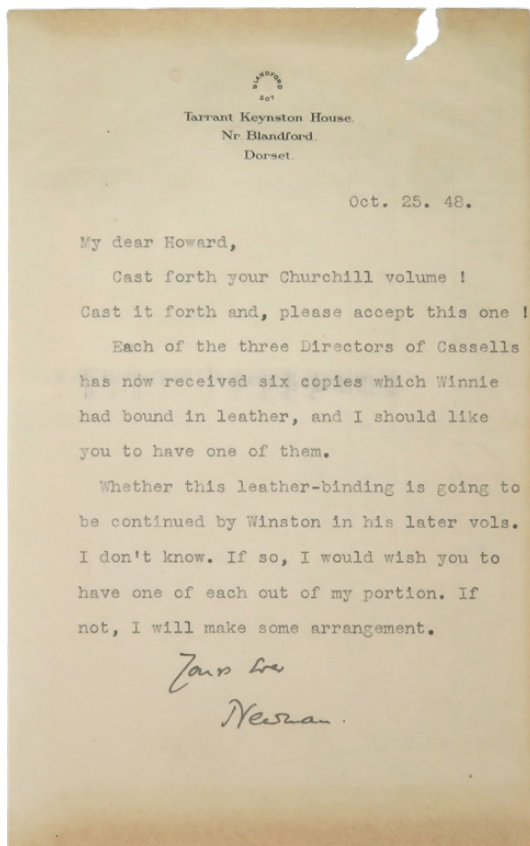 BLANDFORD
207
Tarrant Keynston House.
Nr. Blandford.
Dorset.
Oct. 25. 48.
My dear Howard,
Cast forth your Churchill volume !
Cast it forth and, please accept this one !
Each of the three Directors of Cassells
has now received six copies which Winnie
had bound in leather, and I should like
you to have one of them.
Whether this leather-binding is going to
be continued by Winston in his later vols.
I don't know. If so, I would wish you to
have one of each out of my portion. If
not, I will make some arrangement.
Yours ever
Newman.